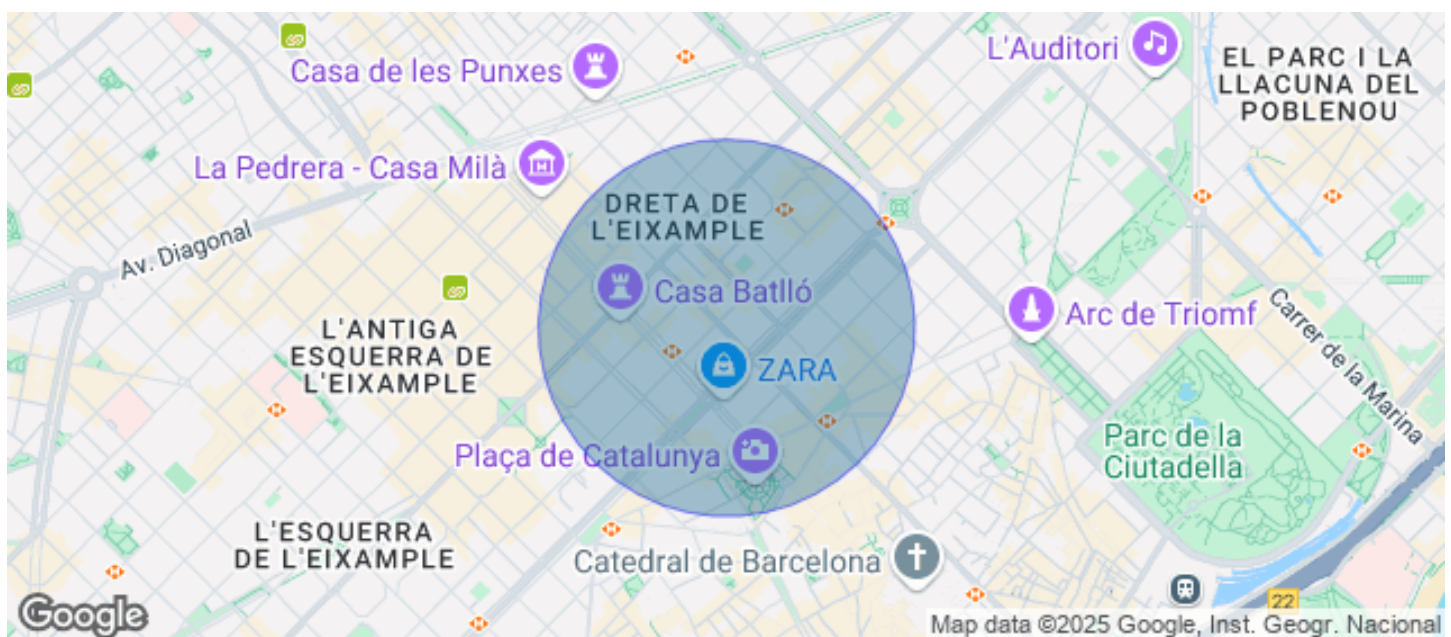 L'Auditori
EL PARC I LA
LLACUNA DEL
POBLENOU
Casa de les Punxes
La Pedrera - Casa Milà
DRETA DE
L'EIXAMPLE
Av. Diagonal
Casa Batlló
Arc de Triomf
Carrer de la Marina
L'ANTIGA
ESQUERRA DE
L'EIXAMPLE
ZARA
Plaça de Catalunya
Parc de la
Ciutadella
L'ESQUERRA
DE L'EIXAMPLE
Catedral de Barcelona
22
Google
Map data ©2025 Google, Inst. Geogr. Nacional